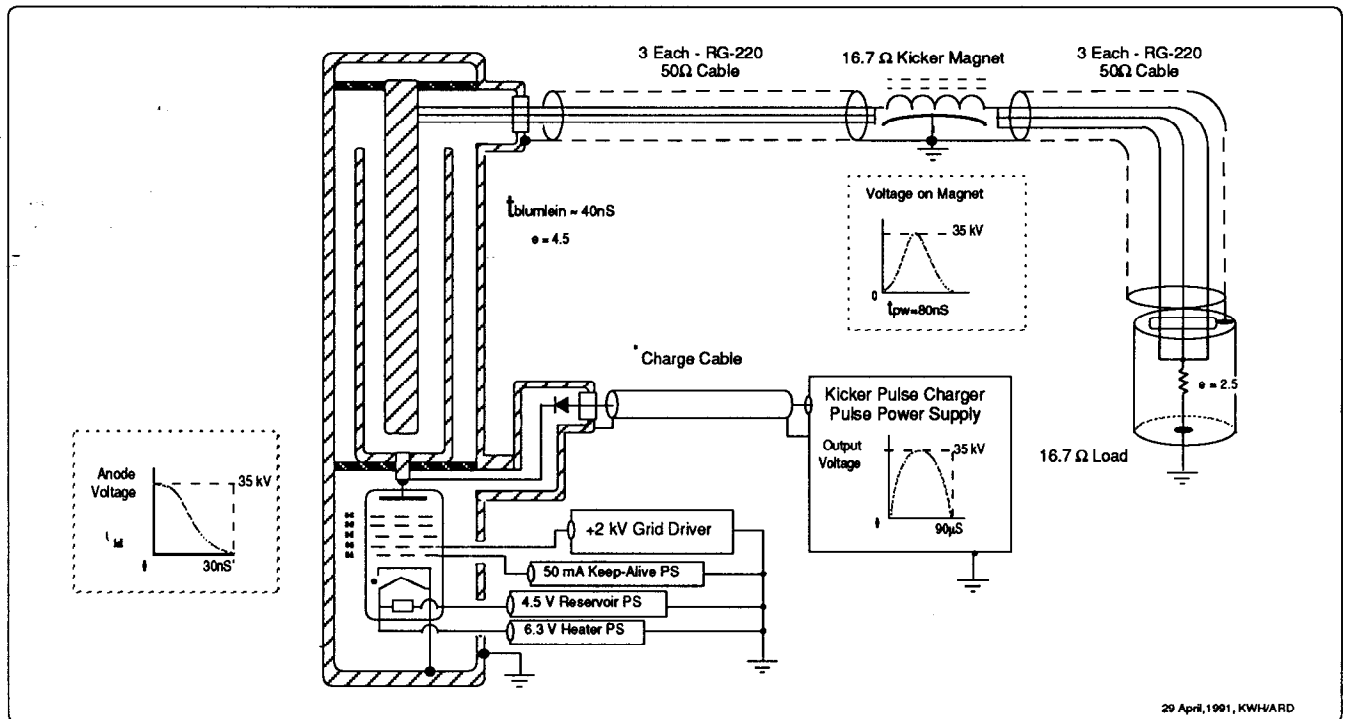 3 Each - RG-220
50Ω Cable
16.7 Ω Kicker Magnet
3 Each - RG-220
50Ω Cable
tblumlein ~ 40nS
e = 4.5
Voltage on Magnet
35 kV
0
tpw=80nS
Charge Cable
Kicker Pulse Charger
Pulse Power Supply
Output
Voltage
35 kV
90µS
e = 2.5
16.7 Ω Load
Anode
Voltage
35 kV
30nS
+2 kV Grid Driver
50 mA Keep-Alive PS
4.5 V Reservoir PS
6.3 V Heater PS
29 April,1991, KWH/ARD